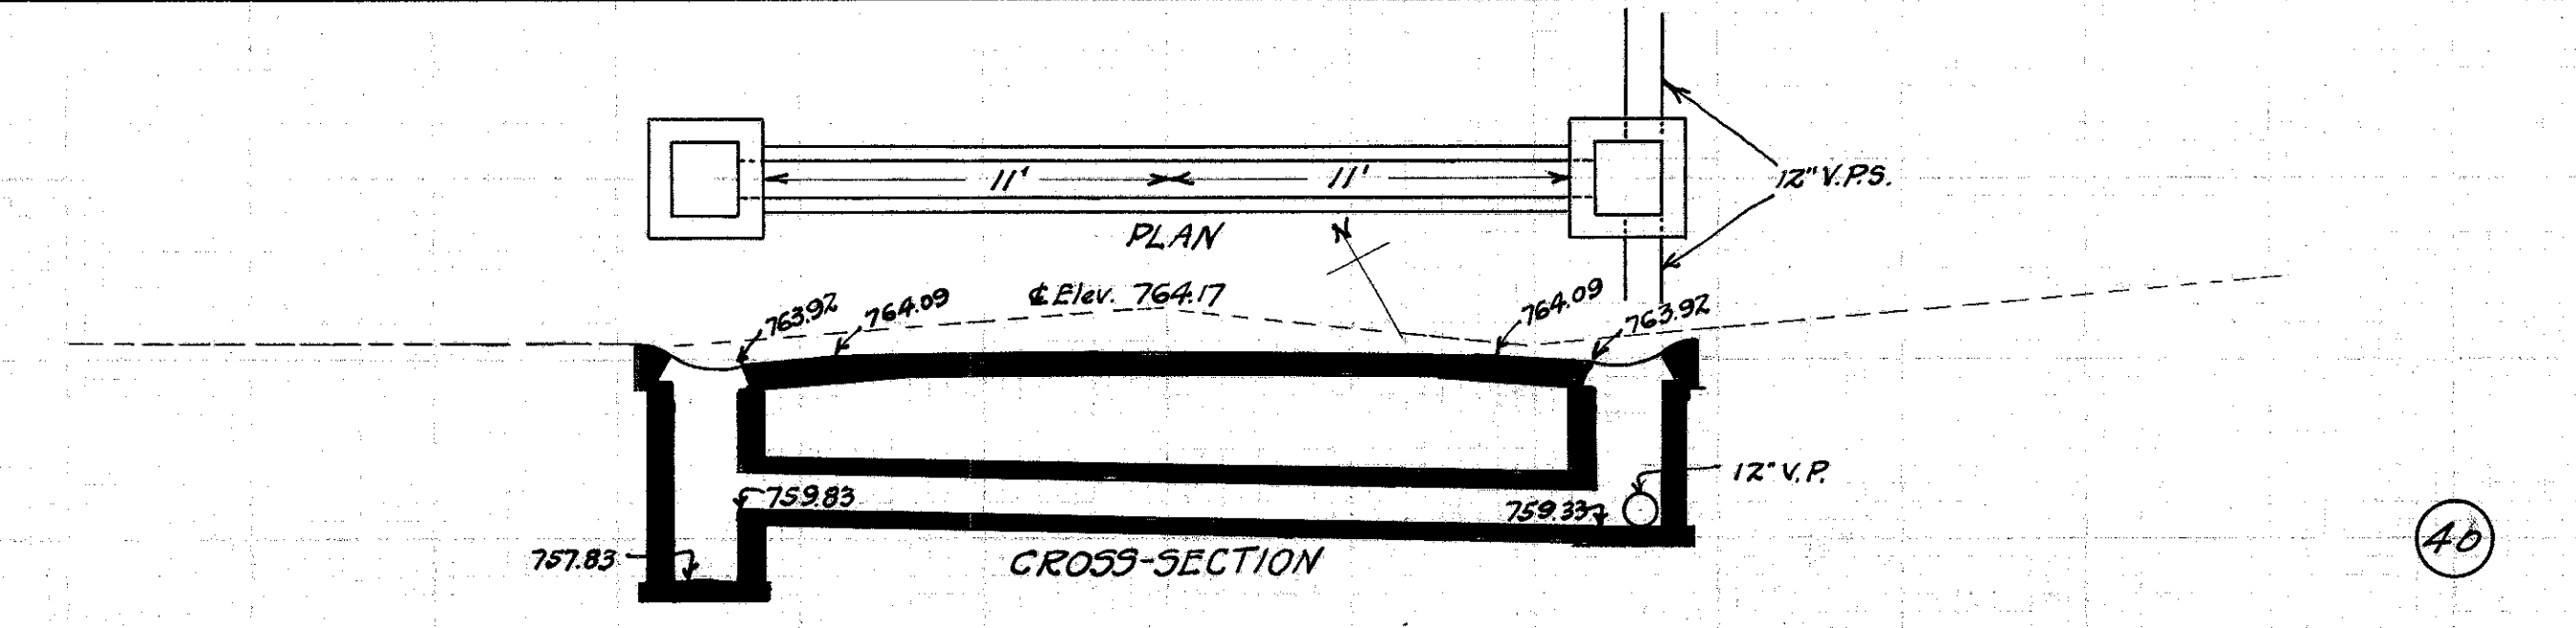 11' 11'
12" V.P.S.
PLAN
N
℄ Elev. 764.17
763.92
764.09
764.09
763.92
759.83
759.33
12" V.P.
757.83
CROSS-SECTION